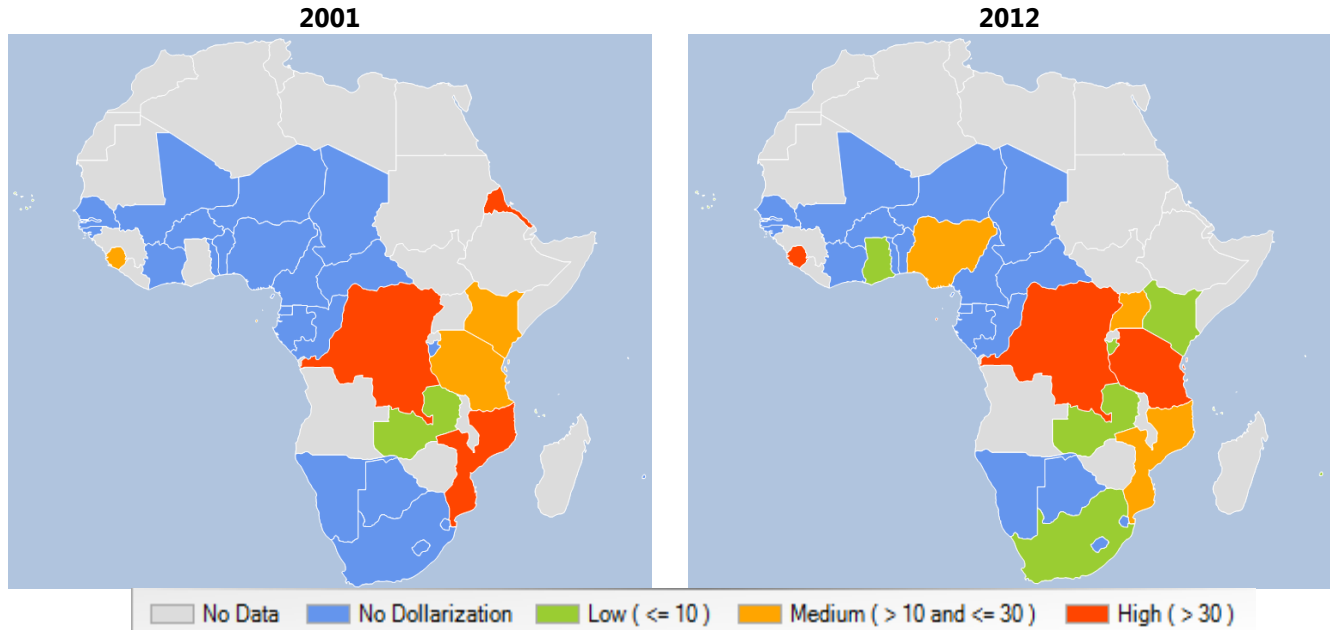 2001 2012
No Data No Dollarization Low ( <= 10 ) Medium ( > 10 and <= 30 ) High ( > 30 )